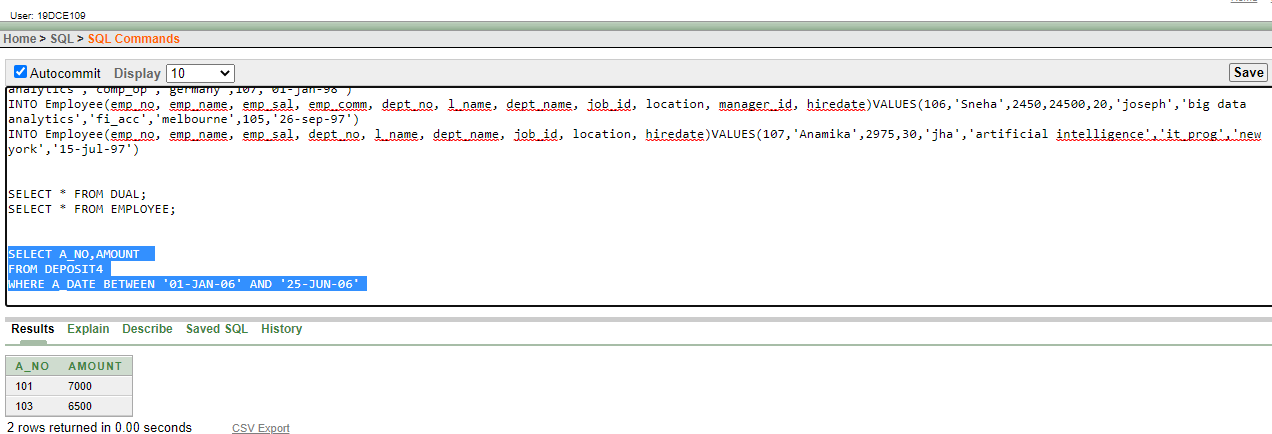 User: 19DCE109
Home > SQL > SQL Commands
Autocommit Display 10 Save
analytics','comp_op','germany',107,'01-jan-98')
INTO Employee(emp_no, emp_name, emp_sal, emp_comm, dept_no, l_name, dept_name, job_id, location, manager_id, hiredate)VALUES(106,'Sneha',2450,24500,20,'joseph','big data
analytics','fi_acc','melbourne',105,'26-sep-97')
INTO Employee(emp_no, emp_name, emp_sal, dept_no, l_name, dept_name, job_id, location, hiredate)VALUES(107,'Anamika',2975,30,'jha','artificial intelligence','it_prog','new
york','15-jul-97')
SELECT * FROM DUAL;
SELECT * FROM EMPLOYEE;
SELECT A_NO,AMOUNT
FROM DEPOSIT4
WHERE A_DATE BETWEEN '01-JAN-06' AND '25-JUN-06'
Results Explain Describe Saved SQL History
A_NO AMOUNT
101 7000
103 6500
2 rows returned in 0.00 seconds CSV Export